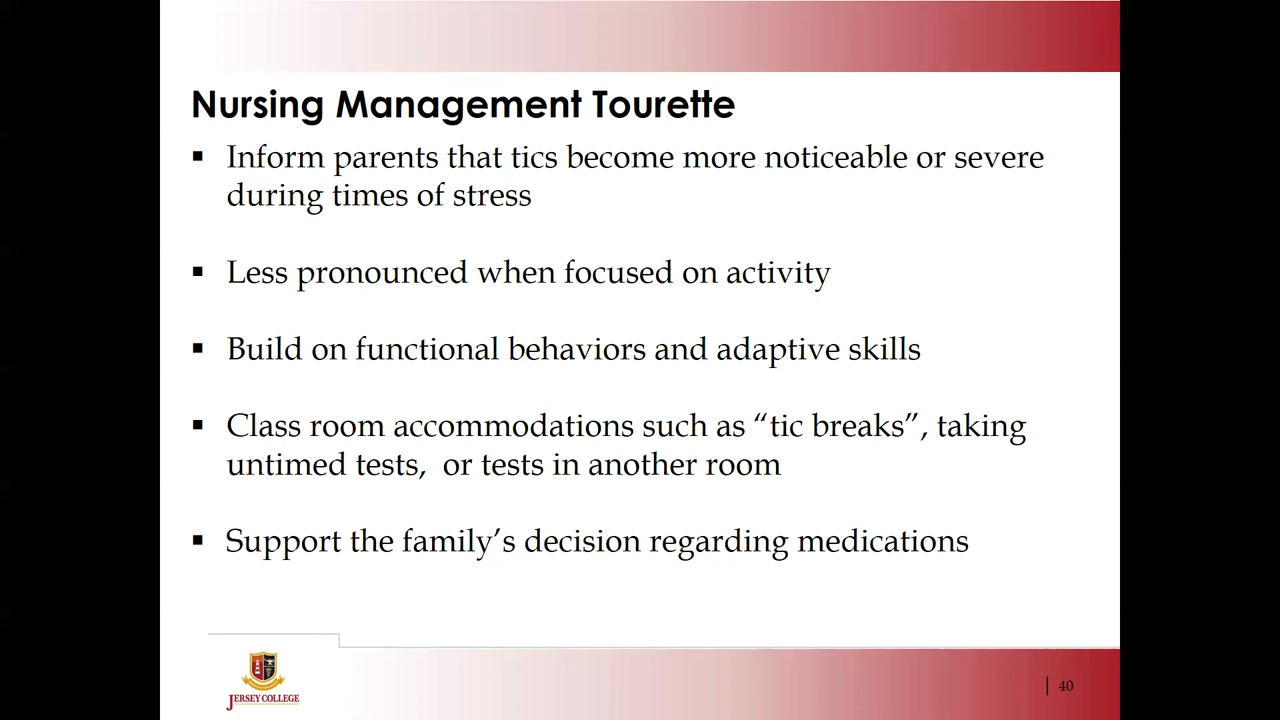 Nursing Management Tourette
▪ Inform parents that tics become more noticeable or severe
during times of stress
▪ Less pronounced when focused on activity
▪ Build on functional behaviors and adaptive skills
▪ Class room accommodations such as “tic breaks”, taking
untimed tests,  or tests in another room
▪ Support the family’s decision regarding medications
JERSEY COLLEGE
40